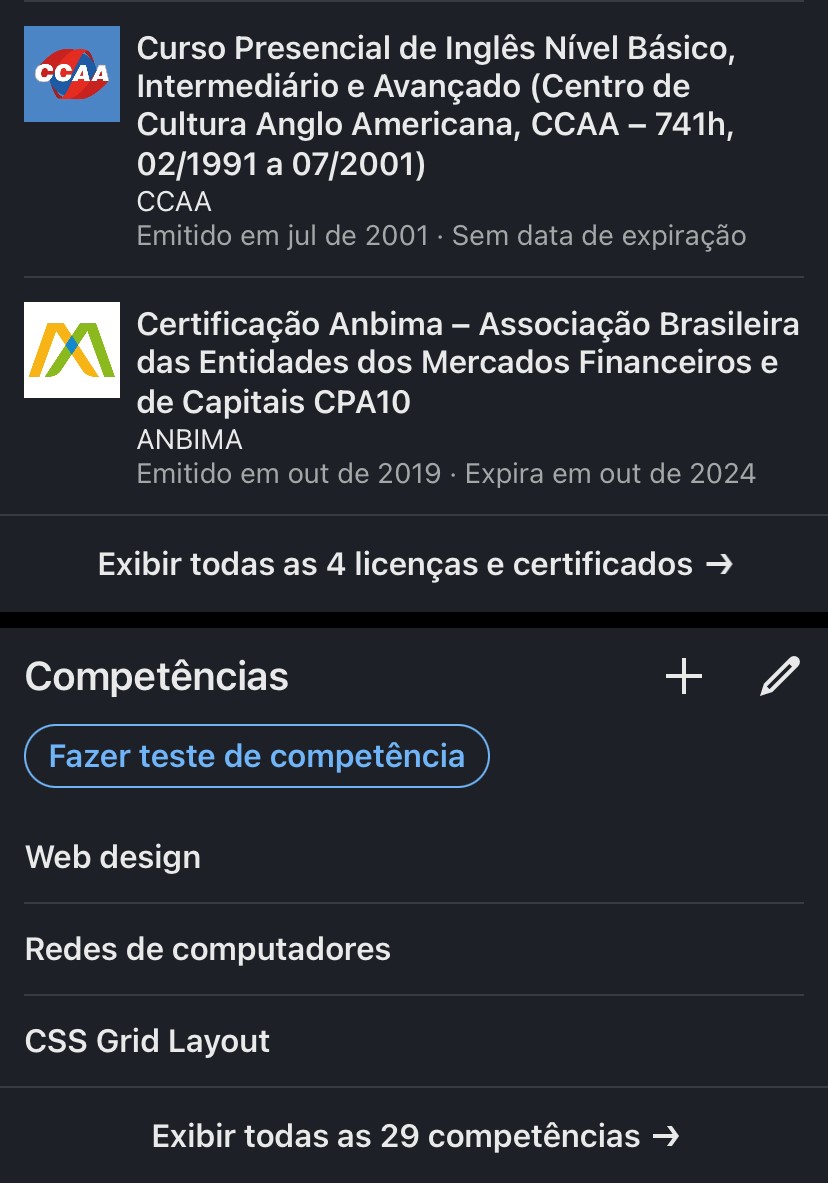 CCAA
Curso Presencial de Inglês Nível Básico,
Intermediário e Avançado (Centro de
Cultura Anglo Americana, CCAA – 741h,
02/1991 a 07/2001)
CCAA
Emitido em jul de 2001 · Sem data de expiração
Certificação Anbima – Associação Brasileira
das Entidades dos Mercados Financeiros e
de Capitais CPA10
ANBIMA
Emitido em out de 2019 · Expira em out de 2024
Exibir todas as 4 licenças e certificados →
Competências
Fazer teste de competência
Web design
Redes de computadores
CSS Grid Layout
Exibir todas as 29 competências →